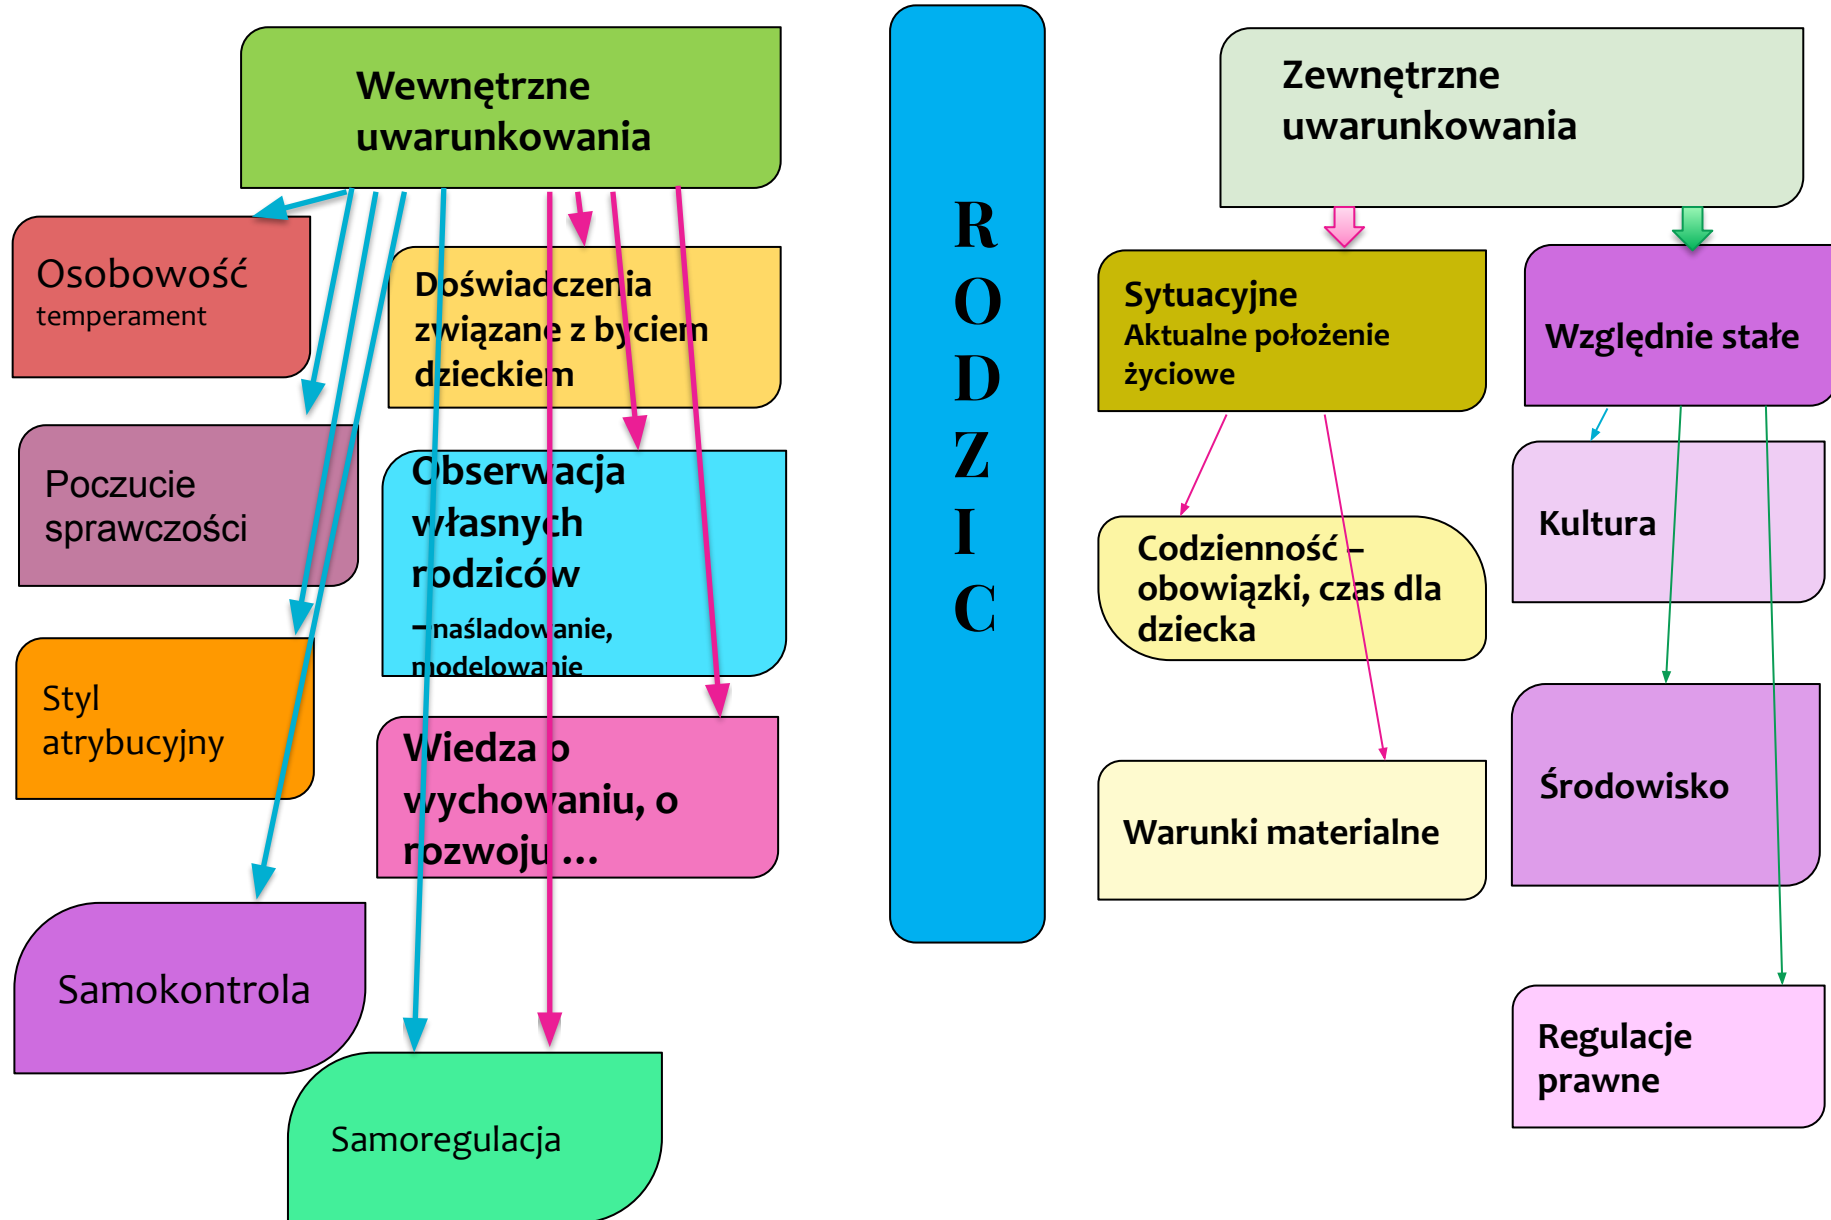 Wewnętrzne
uwarunkowania
Osobowość
temperament
Poczucie
sprawczości
Styl
atrybucyjny
Samokontrola
Samoregulacja
Doświadczenia
związane z byciem
dzieckiem
Obserwacja
własnych
rodziców
– naśladowanie,
modelowanie
Wiedza o
wychowaniu, o
rozwoju ...
R
O
D
Z
I
C
Zewnętrzne
uwarunkowania
Sytuacyjne
Aktualne położenie
życiowe
Codzienność –
obowiązki, czas dla
dziecka
Warunki materialne
Względnie stałe
Kultura
Środowisko
Regulacje
prawne